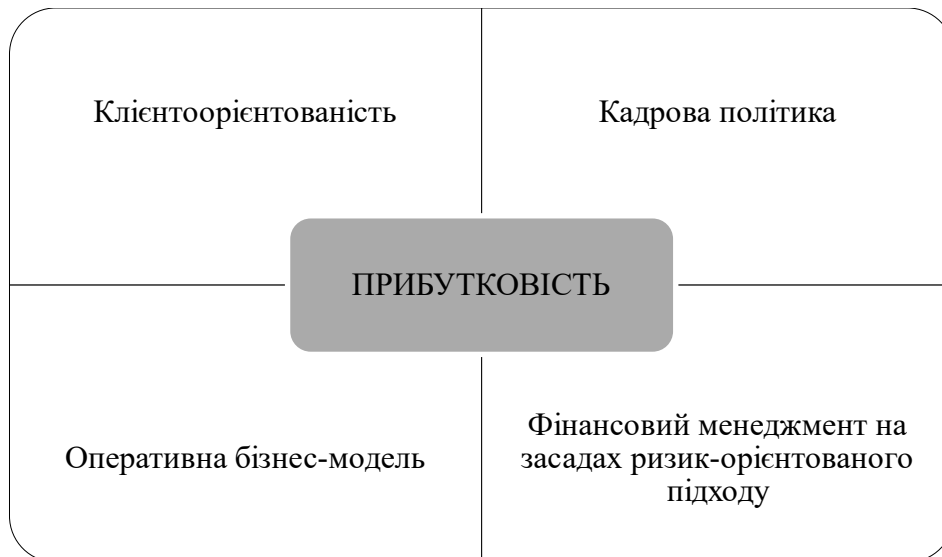 Клієнтоорієнтованість
Кадрова політика
ПРИБУТКОВІСТЬ
Оперативна бізнес-модель
Фінансовий менеджмент на
засадах ризик-орієнтованого
підходу